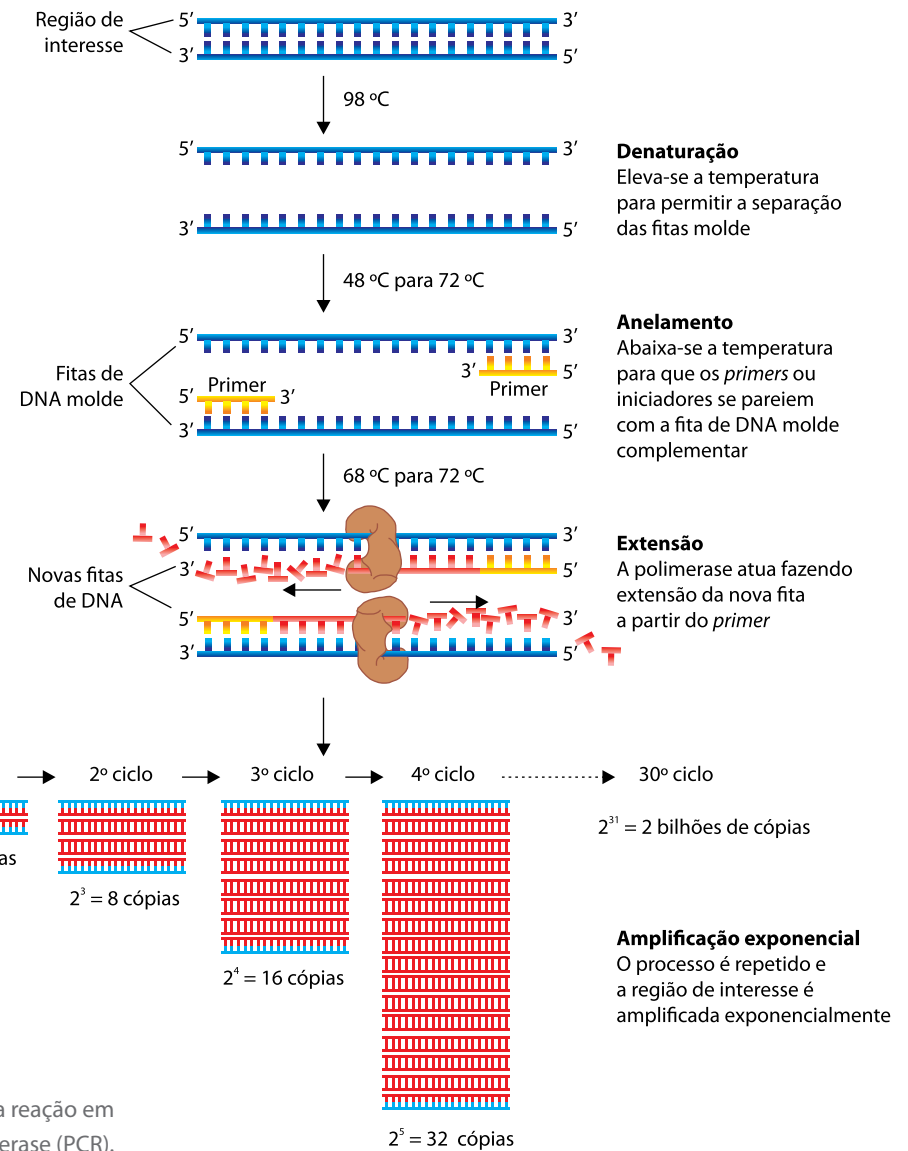 Região de
interesse
5’
3’
3’
5’
98 ºC
5’
3’
3’
5’
Denaturação
Eleva-se a temperatura
para permitir a separação
das fitas molde
48 ºC para 72 ºC
5’
3’
Fitas de
DNA molde
3’
5’
Primer
Primer
5’
3’
3’
5’
Anelamento
Abaixa-se a temperatura
para que os primers ou
iniciadores se pareiem
com a fita de DNA molde
complementar
68 ºC para 72 ºC
5’
3’
3’
5’
Novas fitas
de DNA
5’
3’
3’
5’
Extensão
A polimerase atua fazendo
extensão da nova fita
a partir do primer
2º ciclo
3º ciclo
4º ciclo
30º ciclo
as
2³ = 8 cópias
2⁴ = 16 cópias
2⁵ = 32 cópias
2³¹ = 2 bilhões de cópias
Amplificação exponencial
O processo é repetido e
a região de interesse é
amplificada exponencialmente
a reação em
erase (PCR).